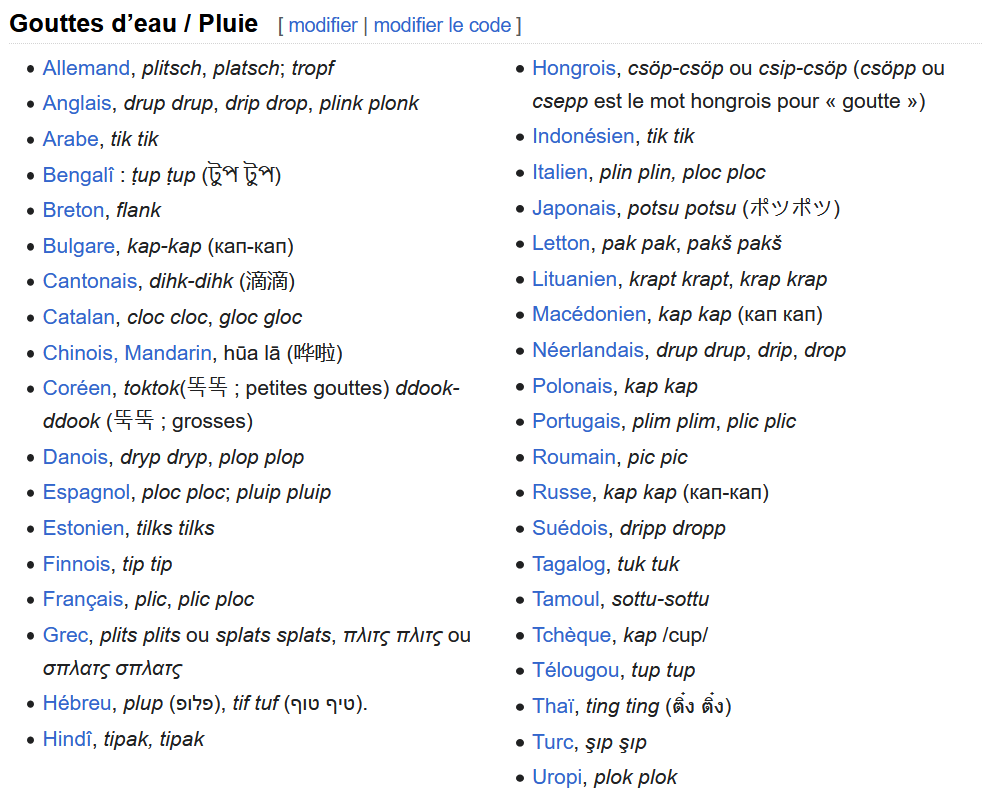 Gouttes d’eau / Pluie [ modifier | modifier le code ]
Allemand, plitsch, platsch; tropf
Anglais, drup drup, drip drop, plink plonk
Arabe, tik tik
Bengalî : ṭup ṭup (টুপ টুপ)
Breton, flank
Bulgare, kap-kap (кап-кап)
Cantonais, dihk-dihk (滴滴)
Catalan, cloc cloc, gloc gloc
Chinois, Mandarin, hūa lā (哗啦)
Coréen, toktok(똑똑 ; petites gouttes) ddook-
ddook (뚝뚝 ; grosses)
Danois, dryp dryp, plop plop
Espagnol, ploc ploc; pluip pluip
Estonien, tilks tilks
Finnois, tip tip
Français, plic, plic ploc
Grec, plits plits ou splats splats, πλιτς πλιτς ou
σπλατς σπλατς
Hébreu, plup (פלופ), tif tuf (טיף טוף).
Hindî, tipak, tipak
Hongrois, csöp-csöp ou csip-csöp (csöpp ou
csepp est le mot hongrois pour « goutte »)
Indonésien, tik tik
Italien, plin plin, ploc ploc
Japonais, potsu potsu (ポツポツ)
Letton, pak pak, pakš pakš
Lituanien, krapt krapt, krap krap
Macédonien, kap kap (кап кап)
Néerlandais, drup drup, drip, drop
Polonais, kap kap
Portugais, plim plim, plic plic
Roumain, pic pic
Russe, kap kap (кап-кап)
Suédois, dripp dropp
Tagalog, tuk tuk
Tamoul, sottu-sottu
Tchèque, kap /cup/
Télougou, tup tup
Thaï, ting ting (ติ๋ง ติ๋ง)
Turc, şıp şıp
Uropi, plok plok